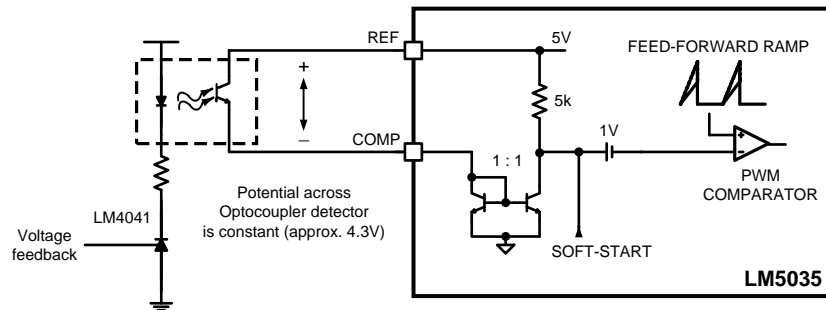 REF
5V
FEED-FORWARD RAMP
+
5k
1V
+
–
–
COMP
1 : 1
PWM
COMPARATOR
LM4041
Potential across
Optocoupler detector
is constant (approx. 4.3V)
Voltage
feedback
SOFT-START
LM5035